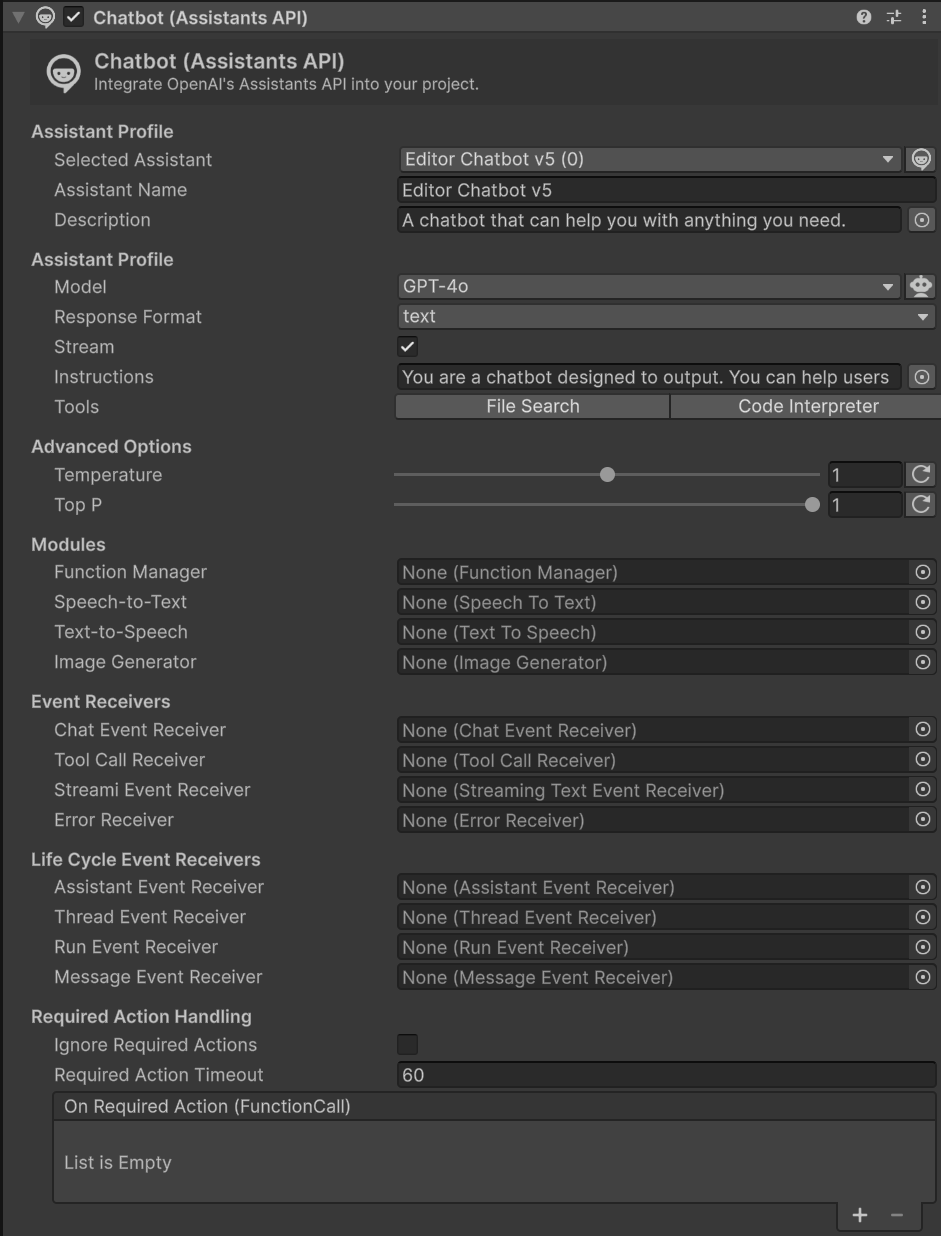 Chatbot (Assistants API)
Chatbot (Assistants API)
Integrate OpenAI's Assistants API into your project.
Assistant Profile
Selected Assistant Editor Chatbot v5 (0)
Assistant Name Editor Chatbot v5
Description A chatbot that can help you with anything you need.
Assistant Profile
Model GPT-4o
Response Format text
Stream
Instructions You are a chatbot designed to output. You can help users
Tools File Search Code Interpreter
Advanced Options
Temperature 1
Top P 1
Modules
Function Manager None (Function Manager)
Speech-to-Text None (Speech To Text)
Text-to-Speech None (Text To Speech)
Image Generator None (Image Generator)
Event Receivers
Chat Event Receiver None (Chat Event Receiver)
Tool Call Receiver None (Tool Call Receiver)
Streami Event Receiver None (Streaming Text Event Receiver)
Error Receiver None (Error Receiver)
Life Cycle Event Receivers
Assistant Event Receiver None (Assistant Event Receiver)
Thread Event Receiver None (Thread Event Receiver)
Run Event Receiver None (Run Event Receiver)
Message Event Receiver None (Message Event Receiver)
Required Action Handling
Ignore Required Actions
Required Action Timeout 60
On Required Action (FunctionCall)
List is Empty